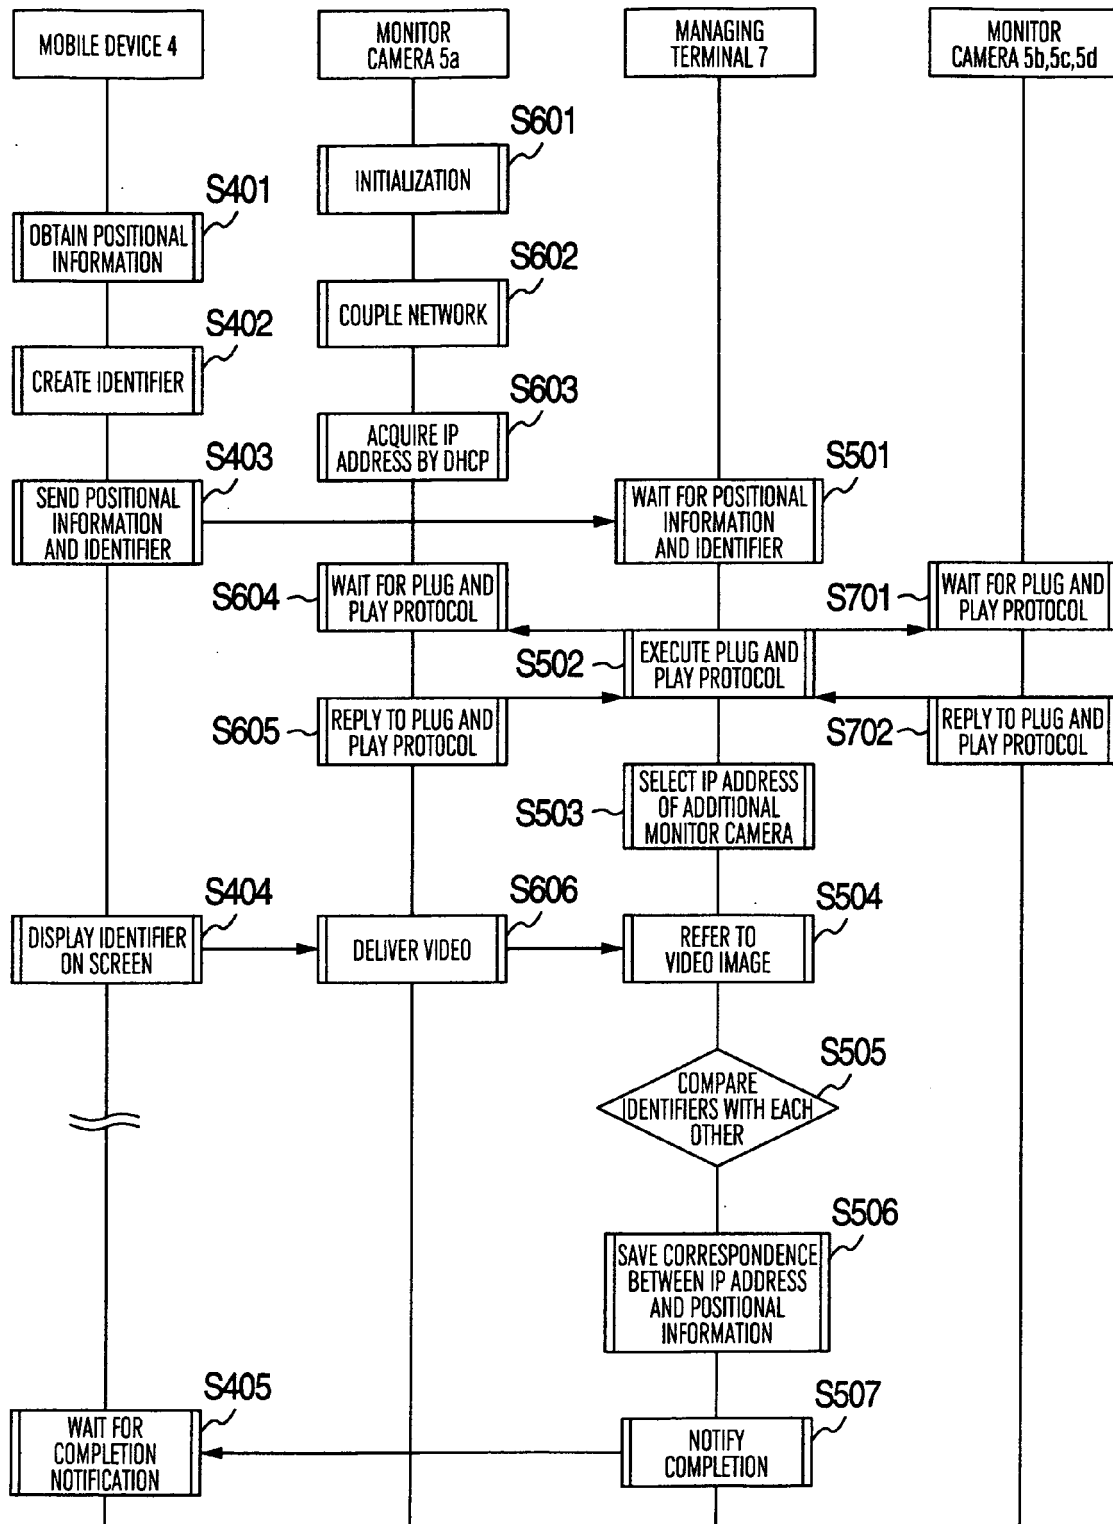 MOBILE DEVICE 4
MONITOR
CAMERA 5a
MANAGING
TERMINAL 7
MONITOR
CAMERA 5b,5c,5d
S601
INITIALIZATION
S401
OBTAIN POSITIONAL
INFORMATION
S602
COUPLE NETWORK
S402
CREATE IDENTIFIER
S603
ACQUIRE IP
ADDRESS BY DHCP
S403
SEND POSITIONAL
INFORMATION
AND IDENTIFIER
S501
WAIT FOR POSITIONAL
INFORMATION
AND IDENTIFIER
S604
WAIT FOR PLUG AND
PLAY PROTOCOL
S701
WAIT FOR PLUG AND
PLAY PROTOCOL
S502
EXECUTE PLUG AND
PLAY PROTOCOL
S605
REPLY TO PLUG AND
PLAY PROTOCOL
S702
REPLY TO PLUG AND
PLAY PROTOCOL
S503
SELECT IP ADDRESS
OF ADDITIONAL
MONITOR CAMERA
S404
DISPLAY IDENTIFIER
ON SCREEN
S606
DELIVER VIDEO
S504
REFER TO
VIDEO IMAGE
S505
COMPARE
IDENTIFIERS WITH EACH
OTHER
S506
SAVE CORRESPONDENCE
BETWEEN IP ADDRESS
AND POSITIONAL
INFORMATION
S405
WAIT FOR
COMPLETION
NOTIFICATION
S507
NOTIFY
COMPLETION